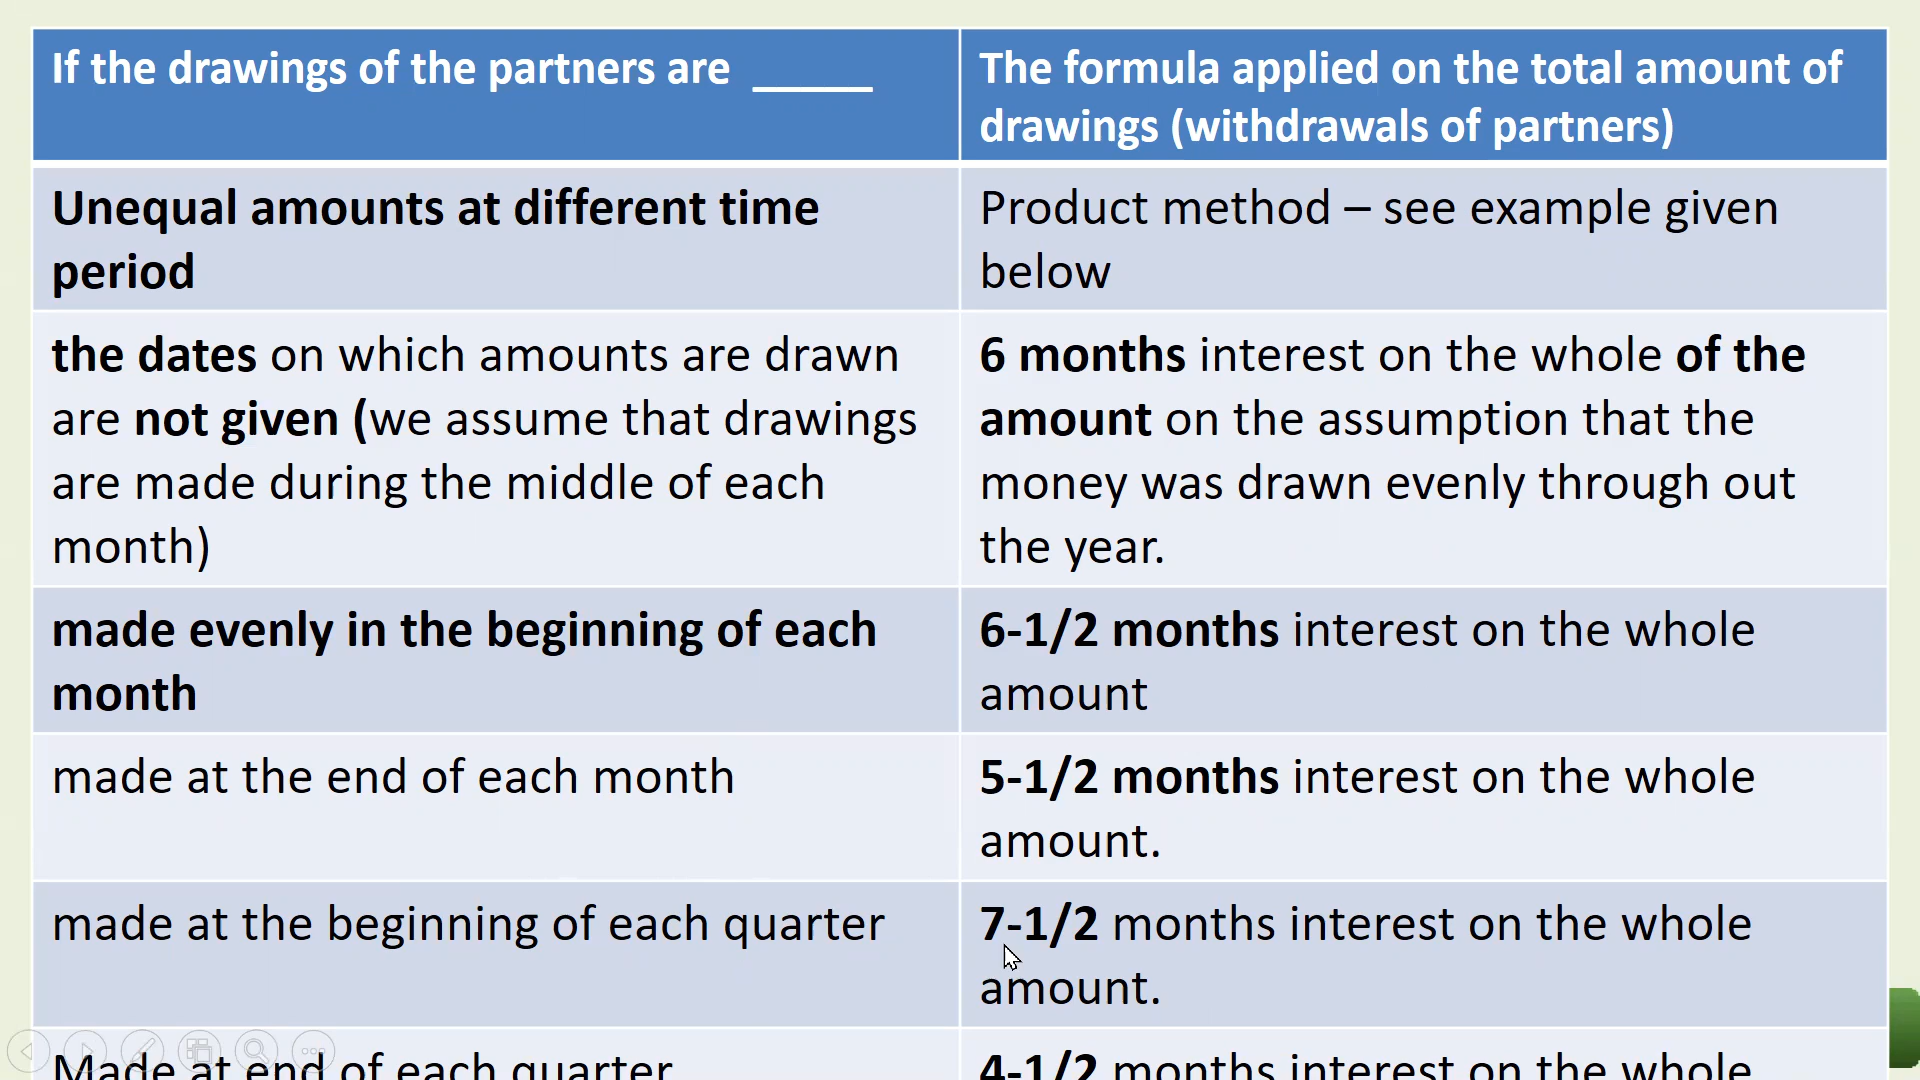 If the drawings of the partners are _____
The formula applied on the total amount of
drawings (withdrawals of partners)
Unequal amounts at different time
period
Product method – see example given
below
the dates on which amounts are drawn
are not given (we assume that drawings
are made during the middle of each
month)
6 months interest on the whole of the
amount on the assumption that the
money was drawn evenly through out
the year.
made evenly in the beginning of each
month
6-1/2 months interest on the whole
amount
made at the end of each month
5-1/2 months interest on the whole
amount.
made at the beginning of each quarter
7-1/2 months interest on the whole
amount.
Made at end of each quarter
4-1/2 months interest on the whole